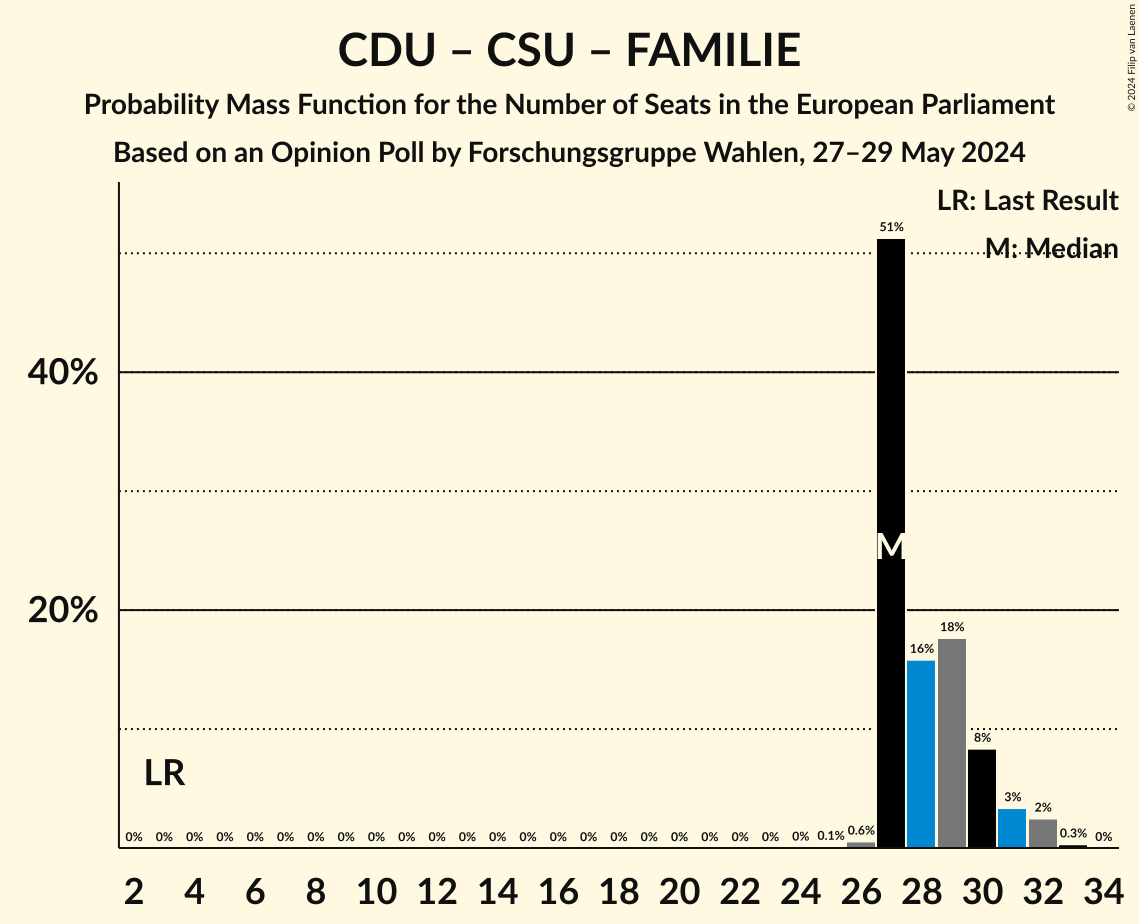 CDU – CSU – FAMILIE
Probability Mass Function for the Number of Seats in the European Parliament
Based on an Opinion Poll by Forschungsgruppe Wahlen, 27–29 May 2024
© 2024 Filip van Laenen
LR: Last Result
M: Median
51%
40%
M
20%
18%
16%
8%
LR
3%
2%
0% 0% 0% 0% 0% 0% 0% 0% 0% 0% 0% 0% 0% 0% 0% 0% 0% 0% 0% 0% 0% 0% 0% 0.1% 0.6% 0.3% 0%
2 4 6 8 10 12 14 16 18 20 22 24 26 28 30 32 34